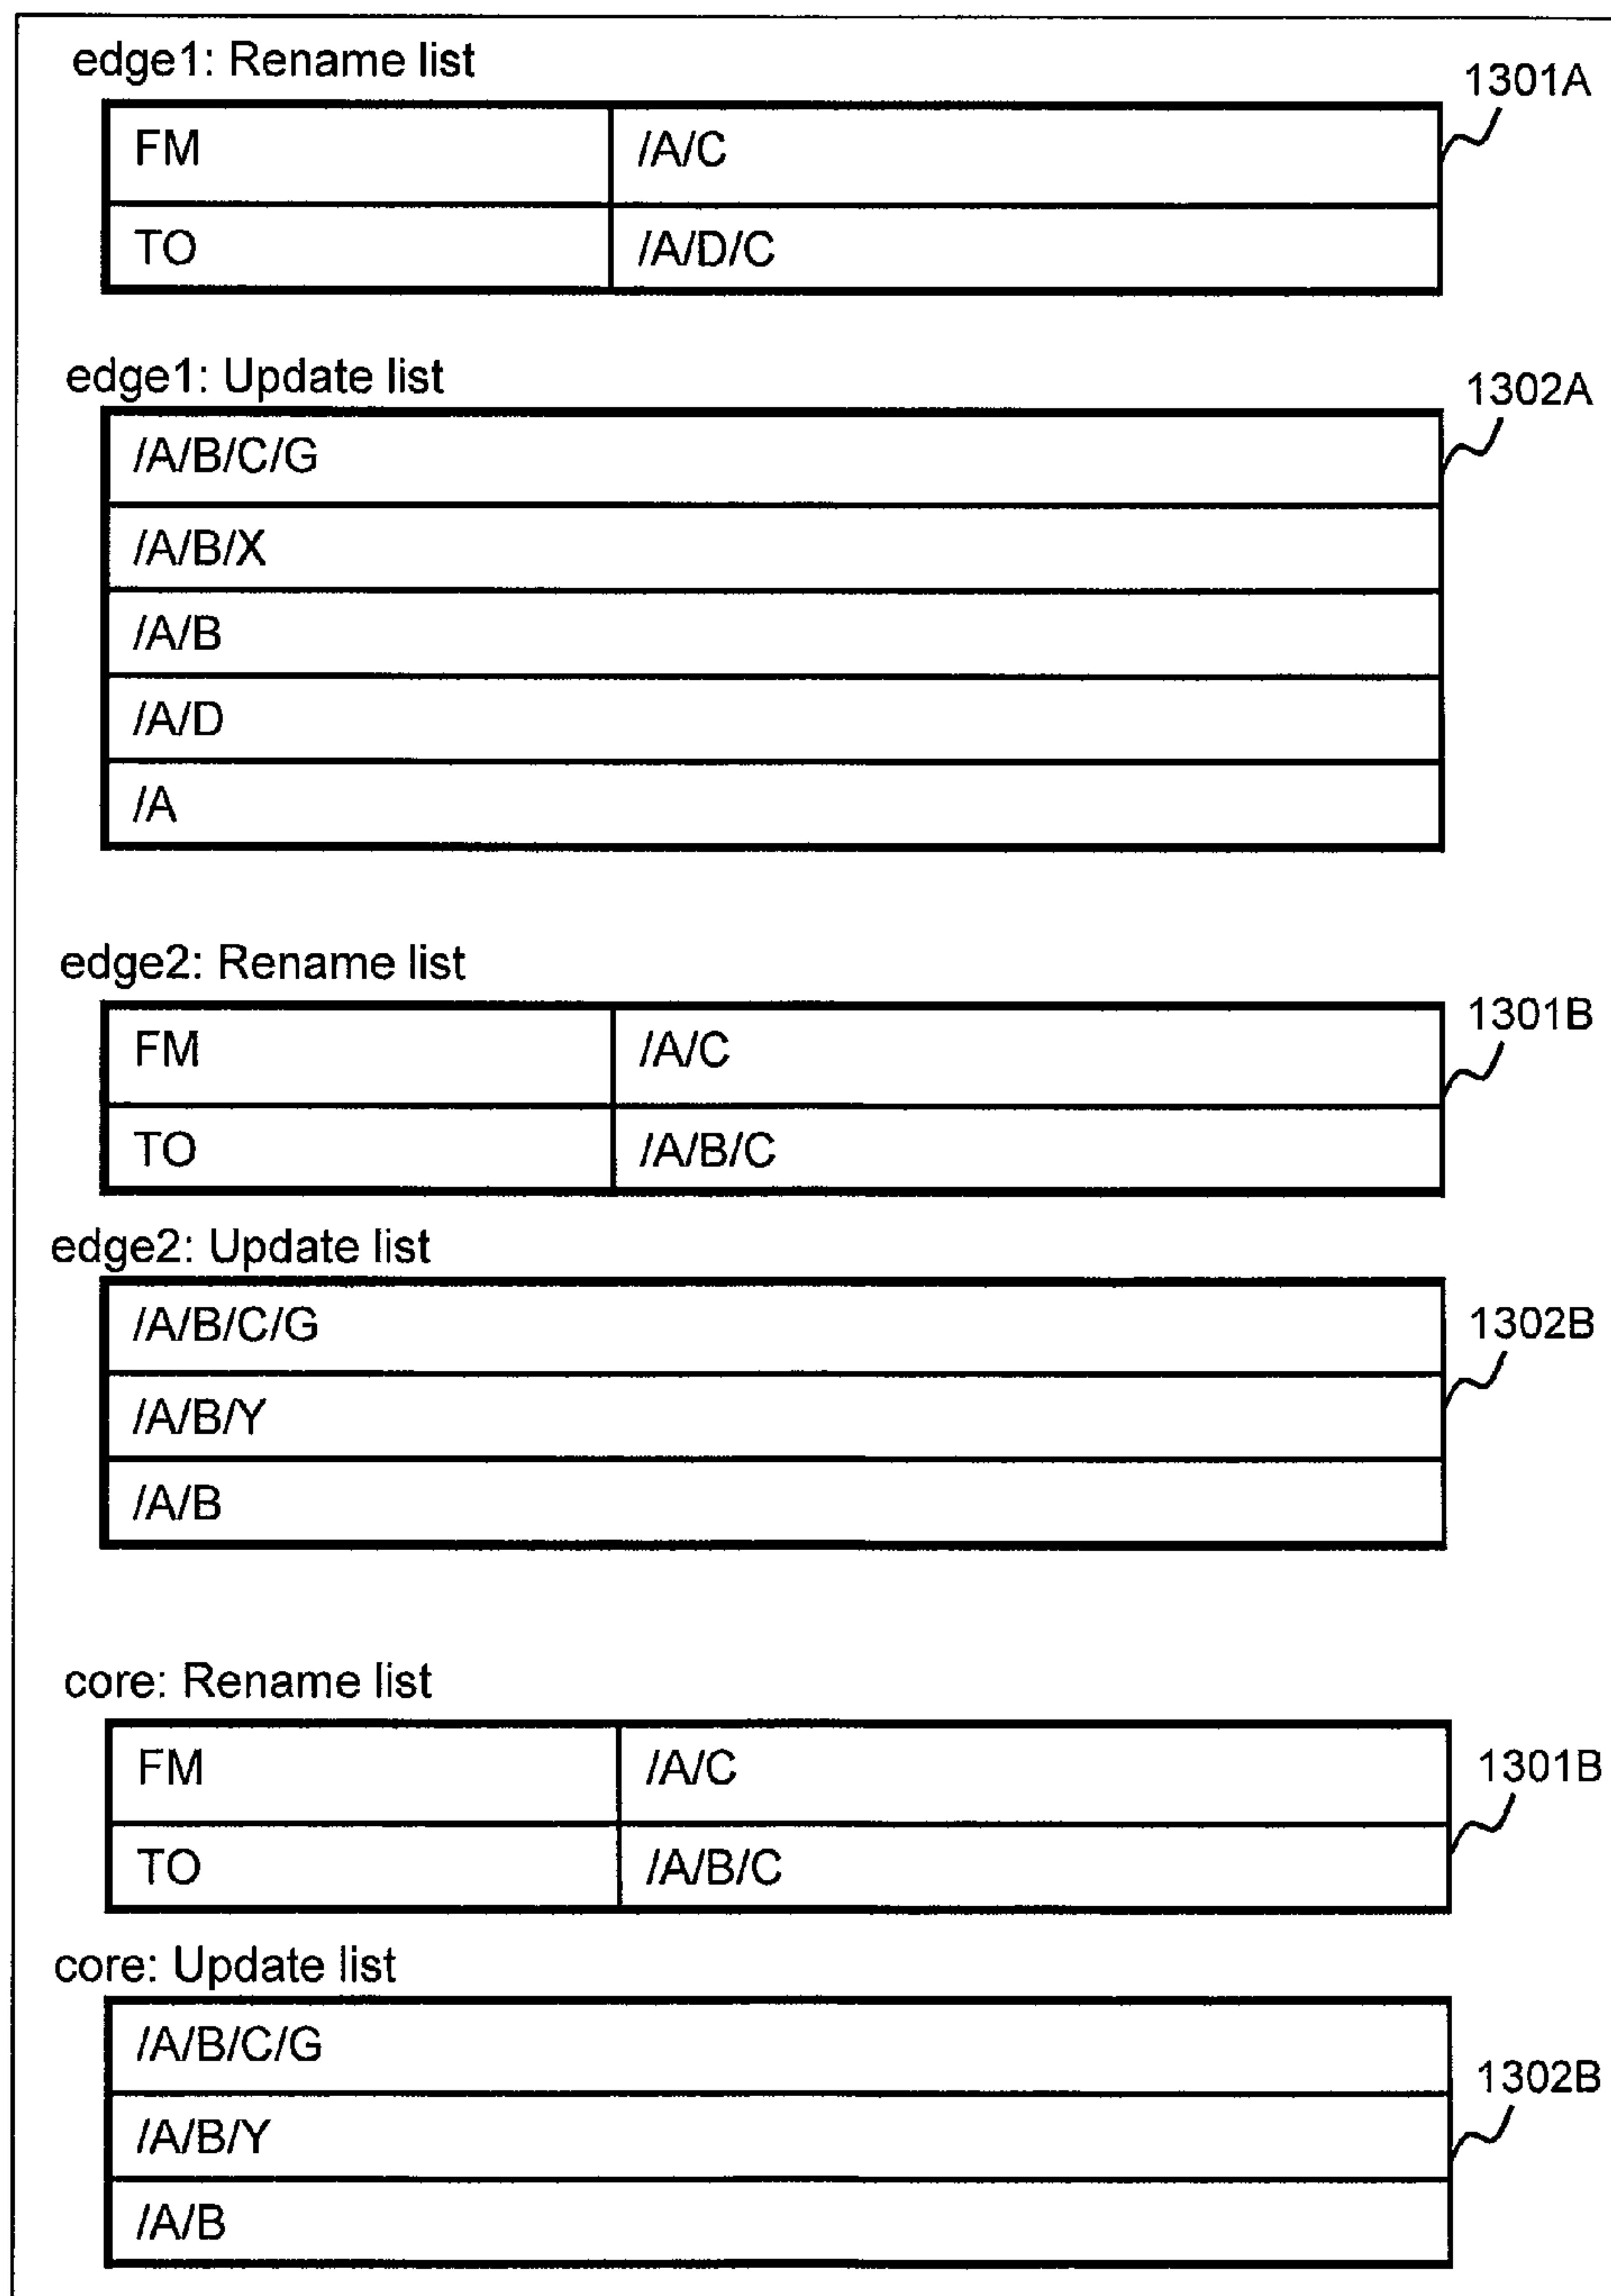 edge1: Rename list
1301A
FM /A/C
TO /A/D/C
edge1: Update list
1302A
/A/B/C/G
/A/B/X
/A/B
/A/D
/A
edge2: Rename list
1301B
FM /A/C
TO /A/B/C
edge2: Update list
/A/B/C/G
1302B
/A/B/Y
/A/B
core: Rename list
FM /A/C
1301B
TO /A/B/C
core: Update list
/A/B/C/G
1302B
/A/B/Y
/A/B